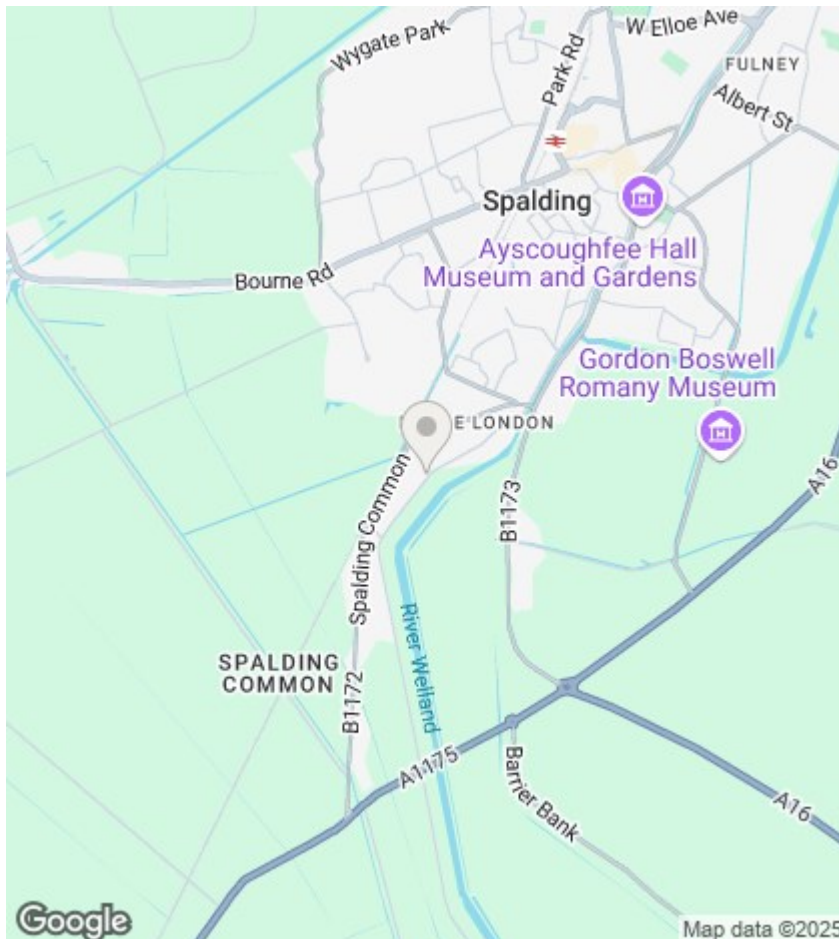 W Elloe Ave
Wygate Park
Park Rd
FULNEY
Albert St
Spalding
Ayscoughfee Hall
Museum and Gardens
Bourne Rd
Gordon Boswell
Romany Museum
E LONDON
A16
B1173
Spalding Common
River Welland
SPALDING
COMMON
B1172
A1175
Barrier Bank
A16
Google
Map data ©2025